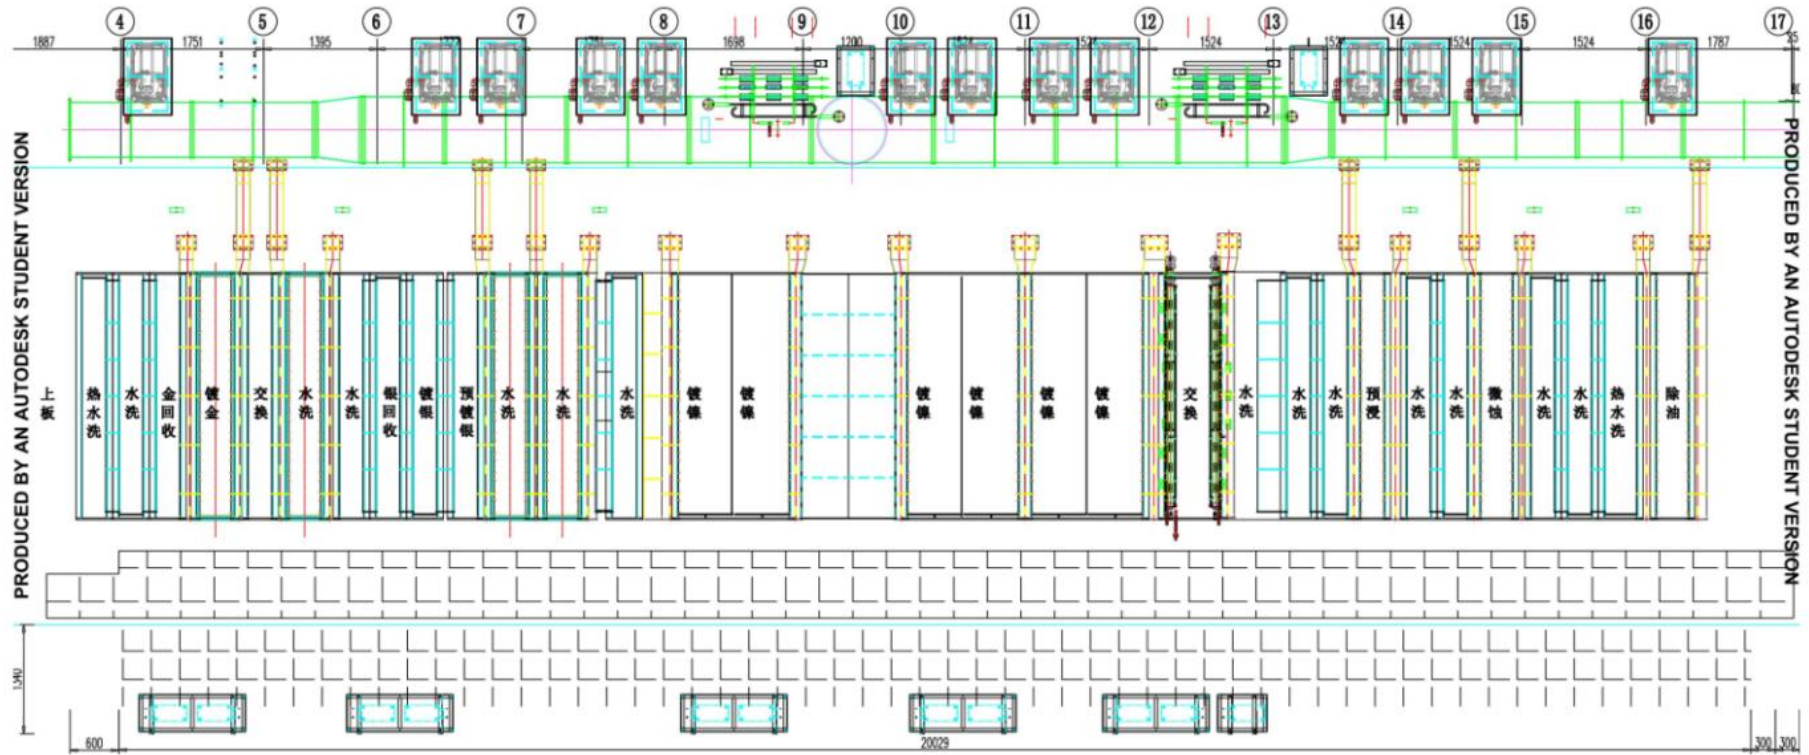 4 5 6 7 8 9 10 11 12 13 14 15 16 17
1887 1751 1395 1698 1200 1524 1524 1524 1524 1787
PRODUCED BY AN AUTODESK STUDENT VERSION
上板
热水洗
水洗
金回收
镀金
交换
水洗
水洗
银回收
镀银
预镀银
水洗
水洗
水洗
镀镍
镀镍
镀镍
镀镍
镀镍
镀镍
交换
水洗
水洗
水洗
预浸
水洗
水洗
微蚀
水洗
水洗
热水洗
除油
PRODUCED BY AN AUTODESK STUDENT VERSION
1340
600 20029 300 300